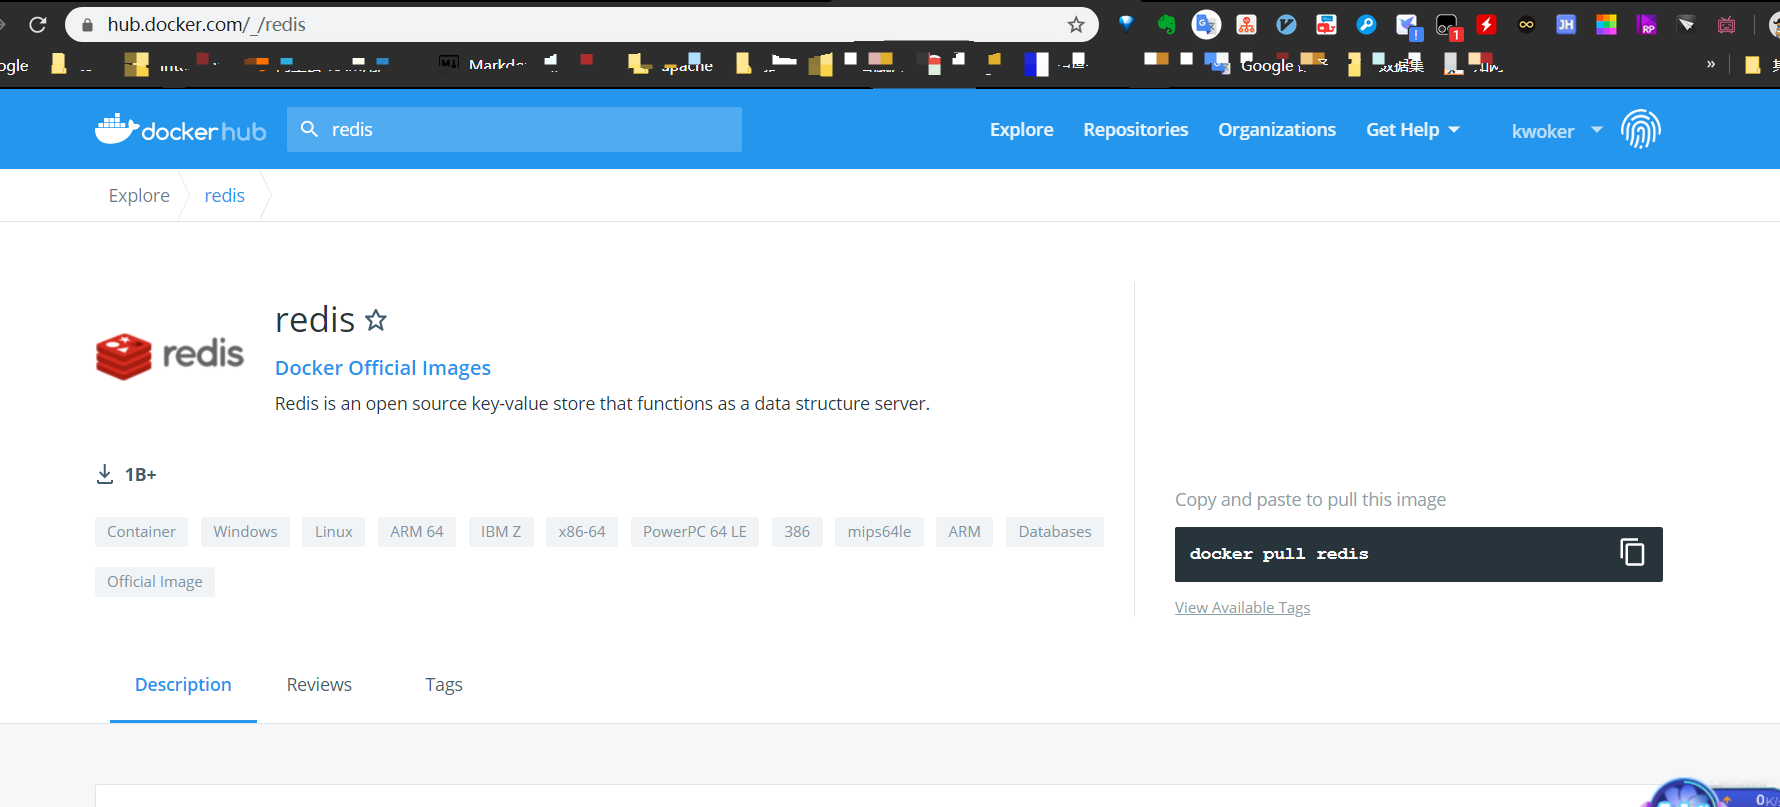 hub.docker.com/_/redis
ogle
apache
Google
数据集
»
docker hub
redis
Explore
Repositories
Organizations
Get Help
kwoker
Explore
redis
redis
redis
Docker Official Images
Redis is an open source key-value store that functions as a data structure server.
1B+
Copy and paste to pull this image
Container
Windows
Linux
ARM 64
IBM Z
x86-64
PowerPC 64 LE
386
mips64le
ARM
Databases
docker pull redis
Official Image
View Available Tags
Description
Reviews
Tags